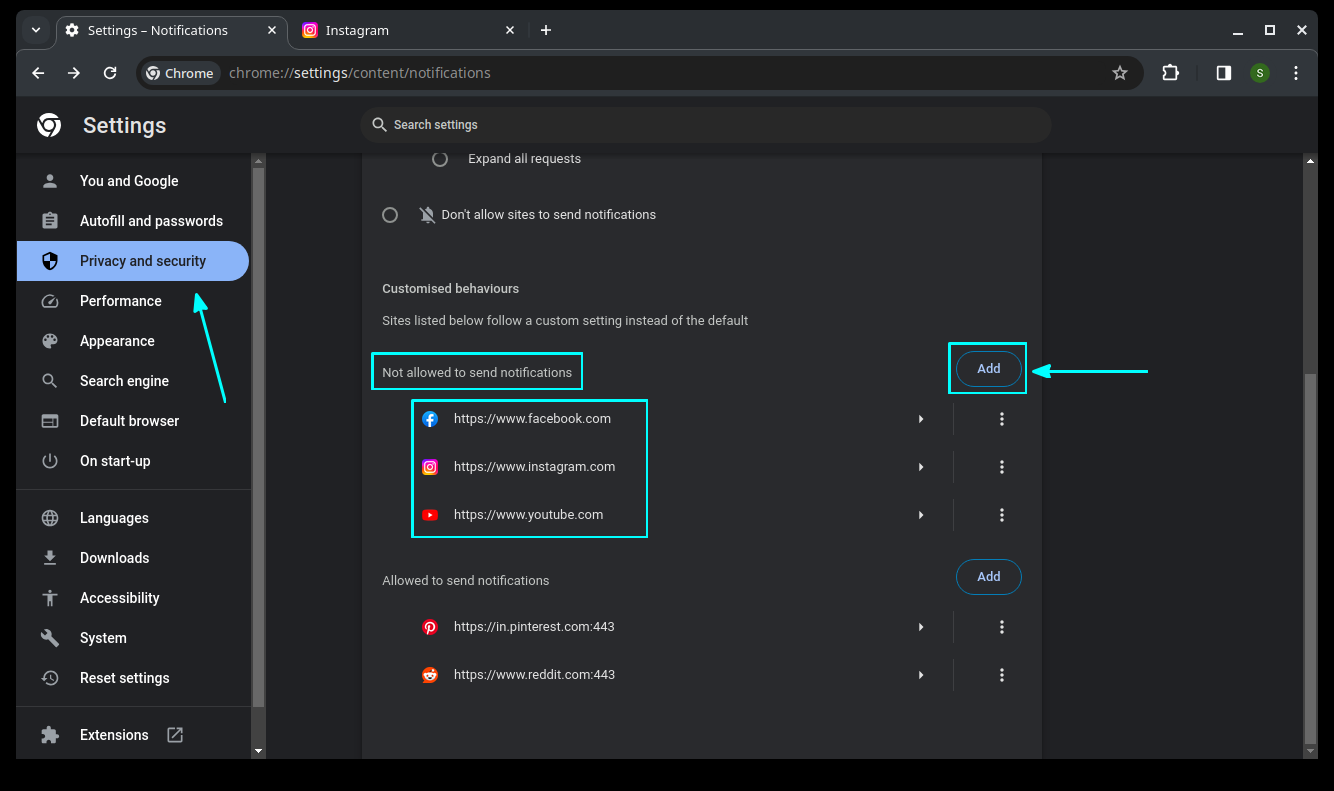 Settings – Notifications
Instagram
Chrome
chrome://settings/content/notifications
S
Settings
Search settings
You and Google
Autofill and passwords
Privacy and security
Performance
Appearance
Search engine
Default browser
On start-up
Languages
Downloads
Accessibility
System
Reset settings
Extensions
Expand all requests
Don't allow sites to send notifications
Customised behaviours
Sites listed below follow a custom setting instead of the default
Not allowed to send notifications
Add
https://www.facebook.com
https://www.instagram.com
https://www.youtube.com
Allowed to send notifications
Add
https://in.pinterest.com:443
https://www.reddit.com:443